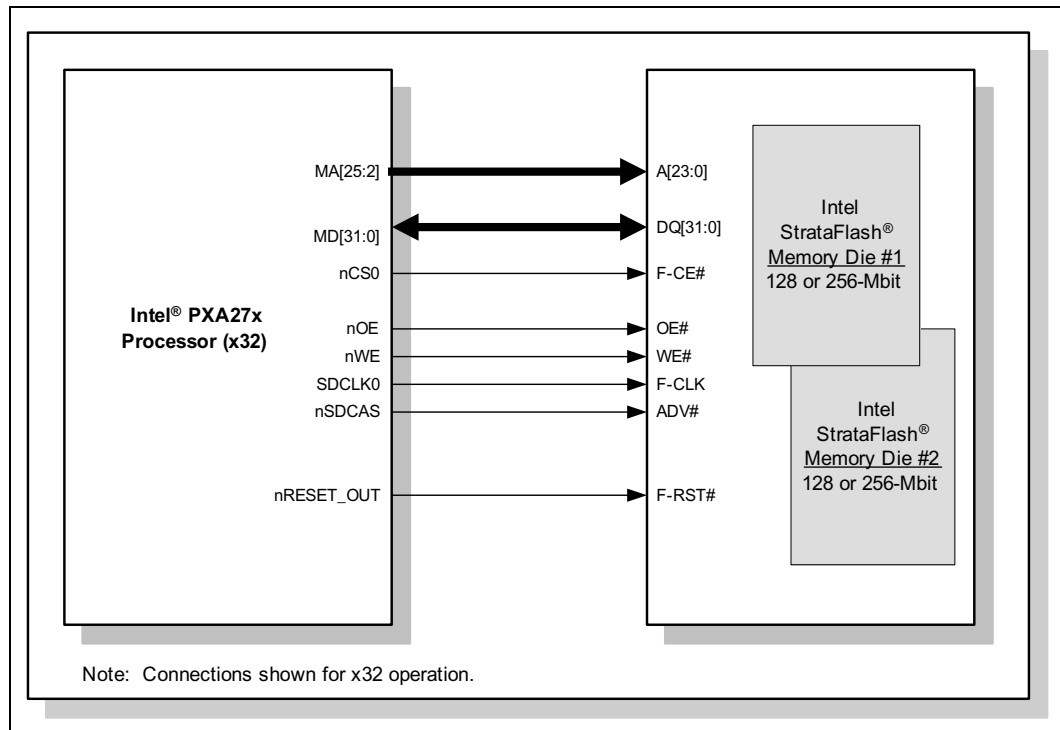 MA[25:2]
A[23:0]
MD[31:0]
DQ[31:0]
nCS0
F-CE#
Intel® PXA27x
Processor (x32)
nOE
OE#
nWE
WE#
SDCLK0
F-CLK
nSDCAS
ADV#
nRESET_OUT
F-RST#
Intel
StrataFlash®
Memory Die #1
128 or 256-Mbit
Intel
StrataFlash®
Memory Die #2
128 or 256-Mbit
Note: Connections shown for x32 operation.